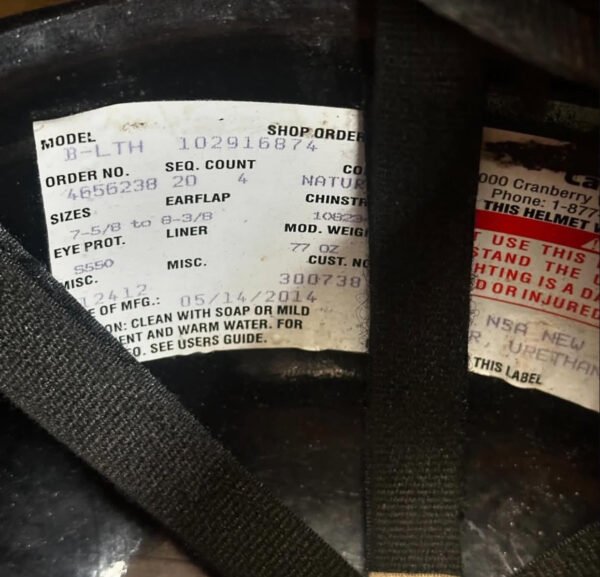 MODEL SHOP ORDER
B-LTH 102916874
ORDER NO. SEQ. COUNT CO
4656238 20 4 NATUR
SIZES EARFLAP CHINSTR
7-5/8 to 8-3/8 10823
EYE PROT. LINER MOD. WEIG
S550 77 OZ
MISC. MISC. CUST. NO
12412 300738
E OF MFG.: 05/14/2014
ON: CLEAN WITH SOAP OR MILD
ENT AND WARM WATER. FOR
O. SEE USERS GUIDE.
Ca
000 Cranberry
Phone: 1-877
THIS HELMET W
T USE THIS
STAND THE
HTING IS A DA
D OR INJURED
NSA NEW
R, URETHAN
THIS LABEL